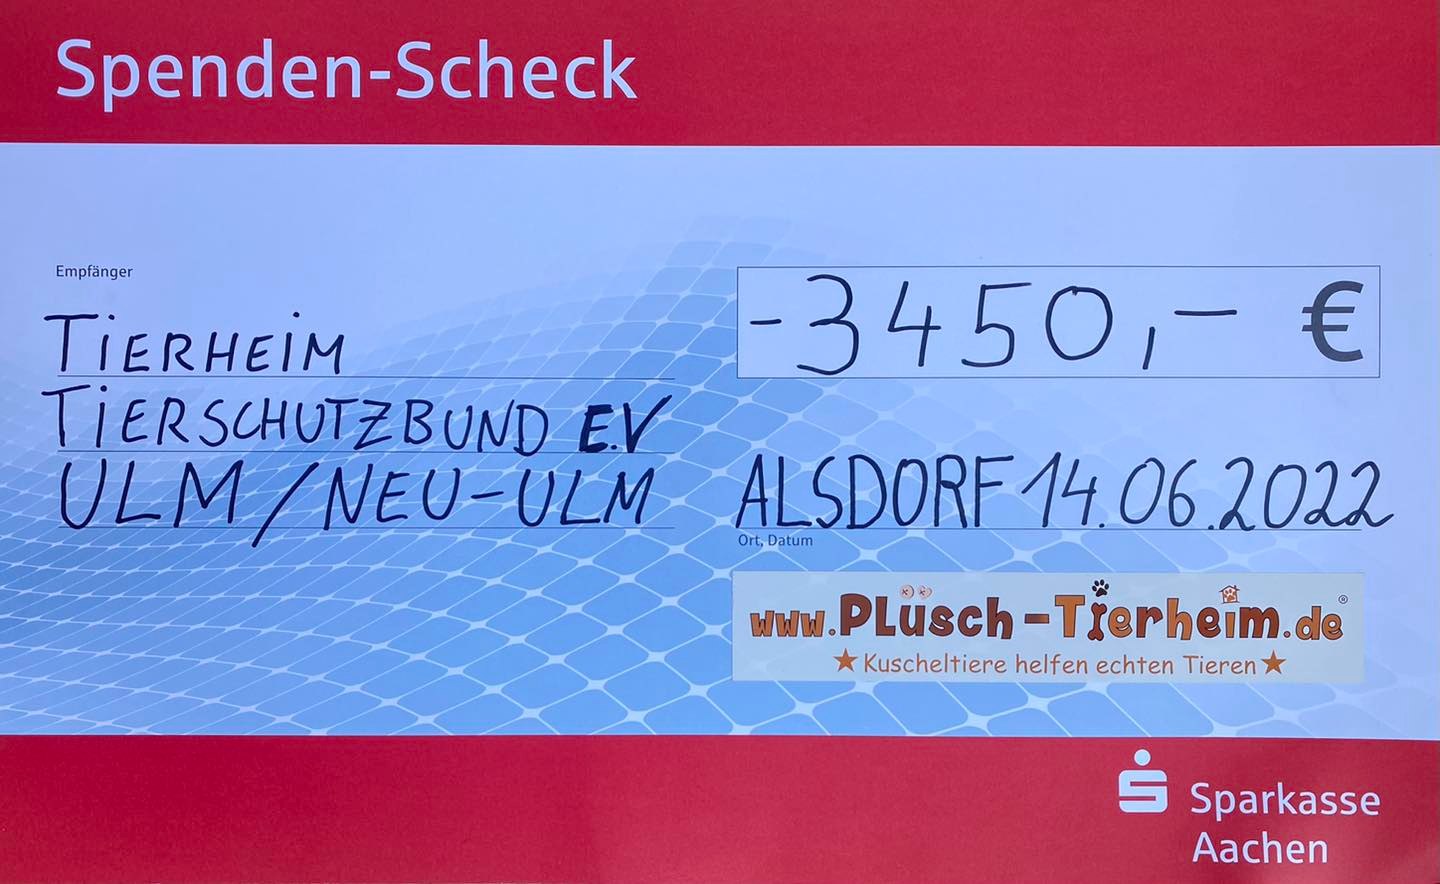 Spenden-Scheck
Empfänger
TiERHEiM
TiERSCHUTZBUND E.V
ULM/NEU-ULM
-3450,- €
ALSDORF 14.06.2022
Ort, Datum
www.Plüsch-Tierheim.de®
★Kuscheltiere helfen echten Tieren★
Sparkasse
Aachen